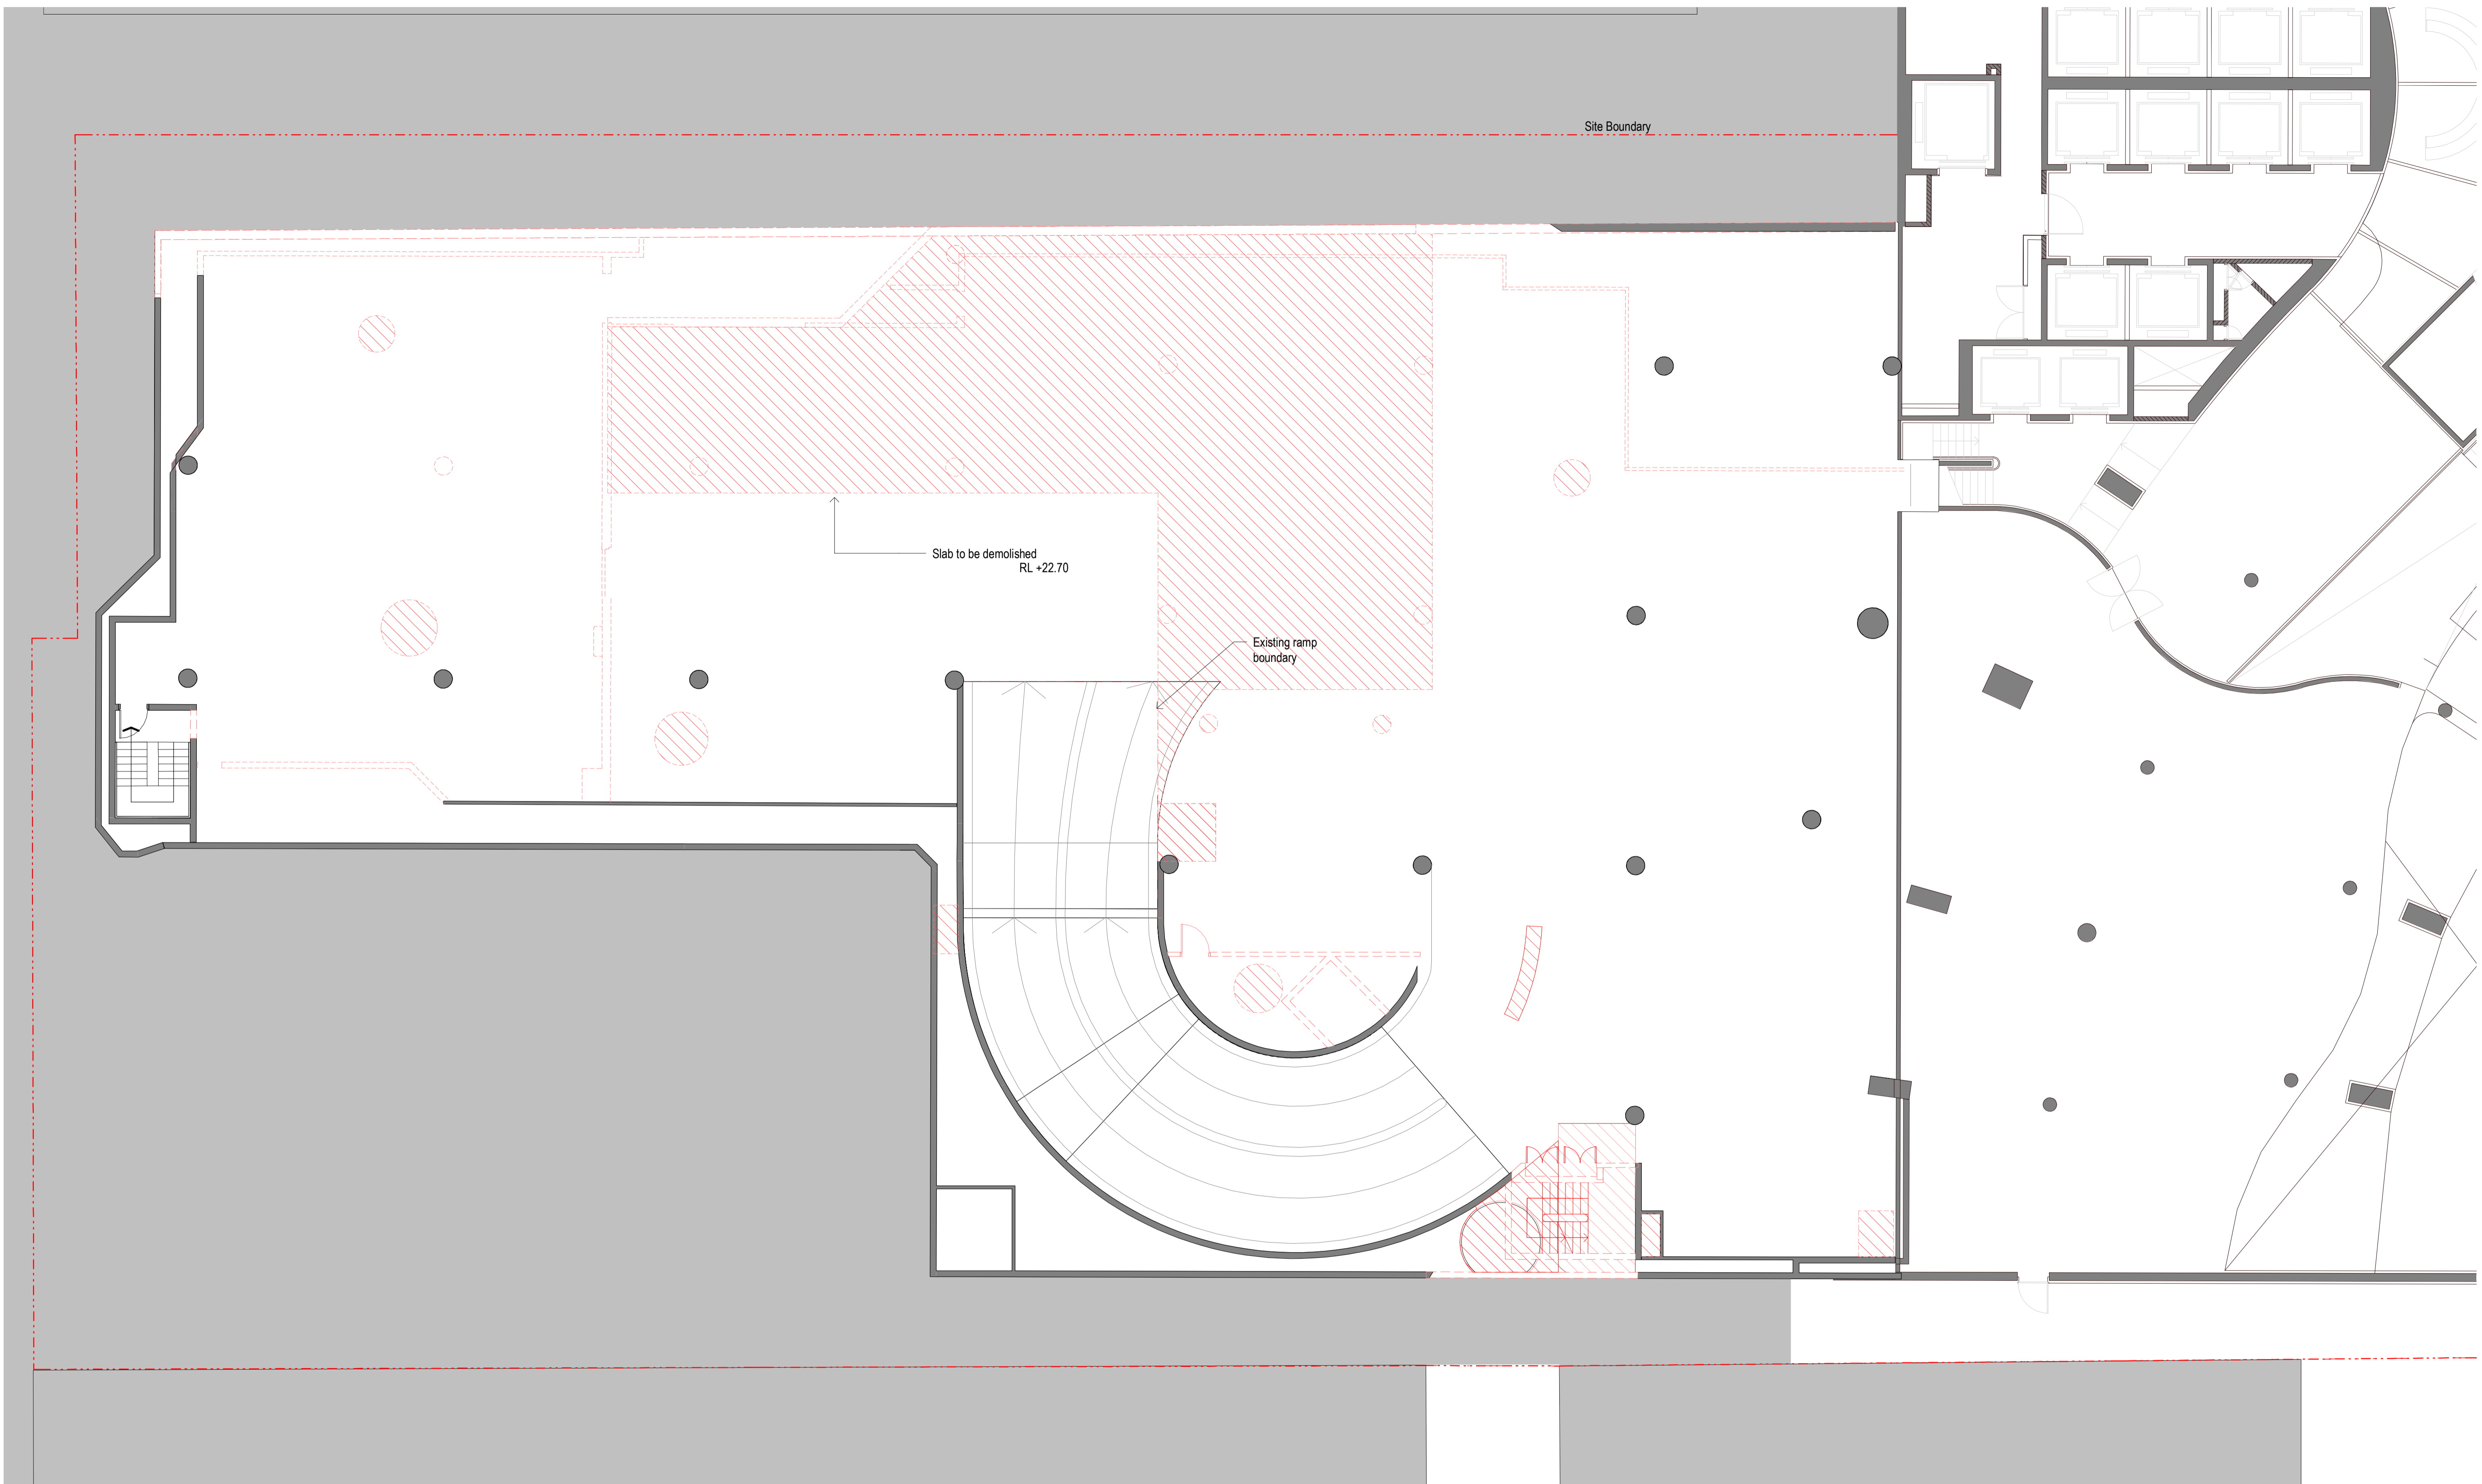 Site Boundary
Slab to be demolished
RL +22.70
Existing ramp
boundary